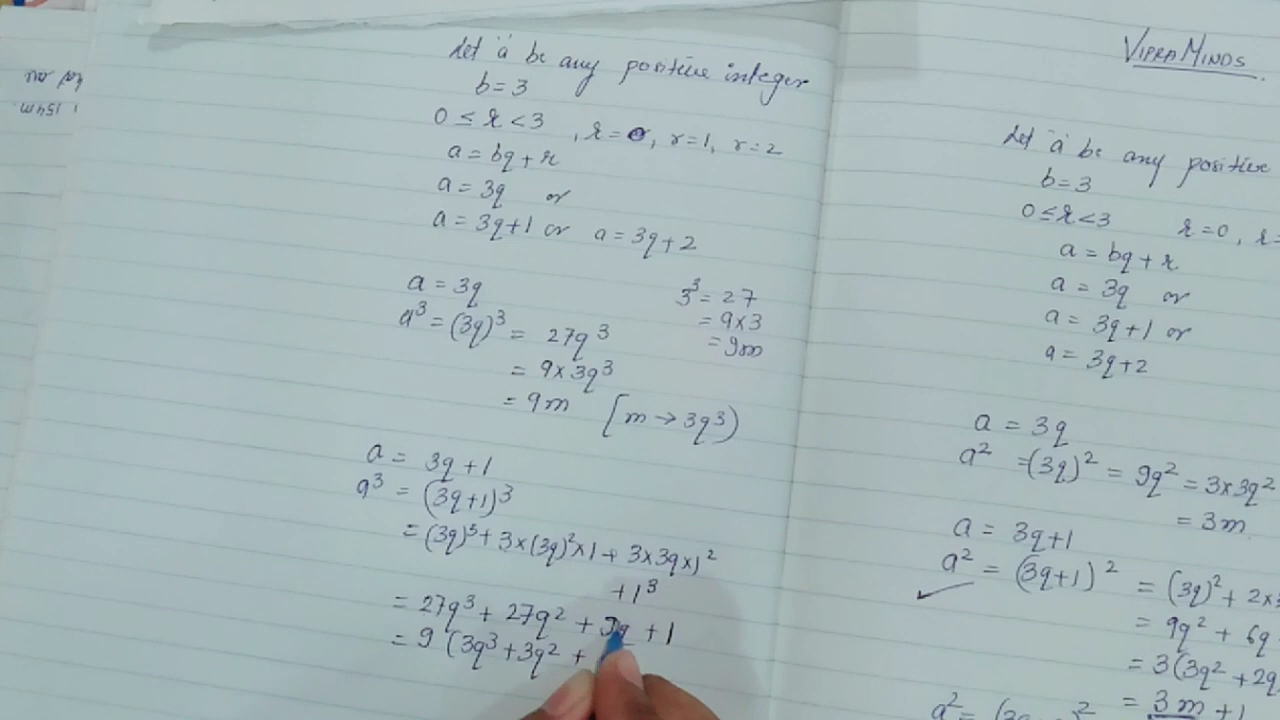 Let 'a' be any positive integer
b = 3
0 ≤ r < 3 , r = 0, r = 1, r = 2
a = bq + r
a = 3q or
a = 3q + 1 or a = 3q + 2
a = 3q
a³ = (3q)³ = 27q³
= 9 × 3q³
= 9m [m → 3q³)
3³ = 27
= 9 × 3
= 9m
a = 3q + 1
a³ = (3q+1)³
= (3q)³ + 3×(3q)²×1 + 3×3q×1²
+ 1³
= 27q³ + 27q² + 9q + 1
= 9 (3q³ + 3q² +
VIPRA MINDS
Let 'a' be any positive
b = 3
0 ≤ r < 3 r = 0, r =
a = bq + r
a = 3q or
a = 3q + 1 or
a = 3q + 2
a = 3q
a² = (3q)² = 9q² = 3 × 3q²
= 3m
a = 3q + 1
a² = (3q+1)² = (3q)² + 2×
= 9q² + 6q
= 3(3q² + 2q
= 3m + 1
a² =